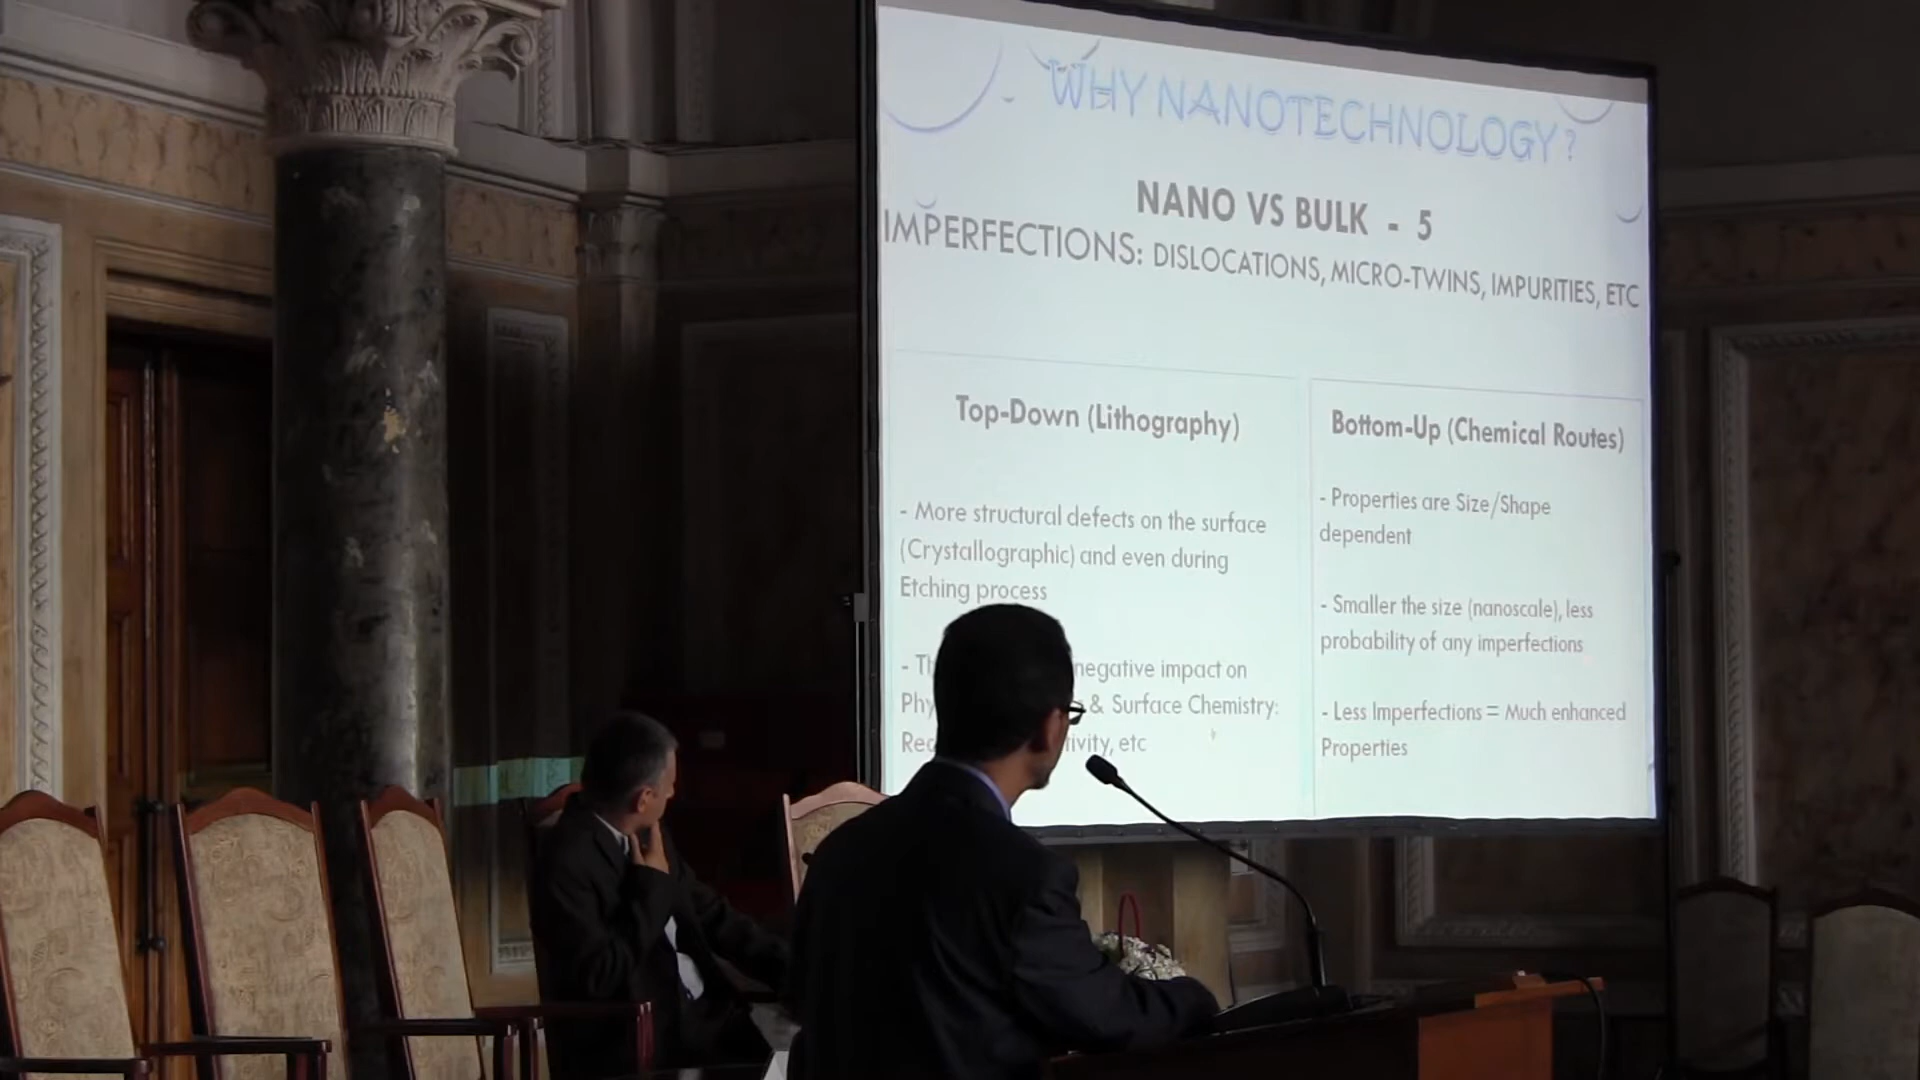 WHY NANOTECHNOLOGY?
NANO VS BULK - 5
IMPERFECTIONS: DISLOCATIONS, MICRO-TWINS, IMPURITIES, ETC
Top-Down (Lithography)
- More structural defects on the surface
(Crystallographic) and even during
Etching process
- negative impact on
& Surface Chemistry:
etc
Bottom-Up (Chemical Routes)
- Properties are Size/Shape
dependent
- Smaller the size (nanoscale), less
probability of any imperfections
- Less Imperfections = Much enhanced
Properties